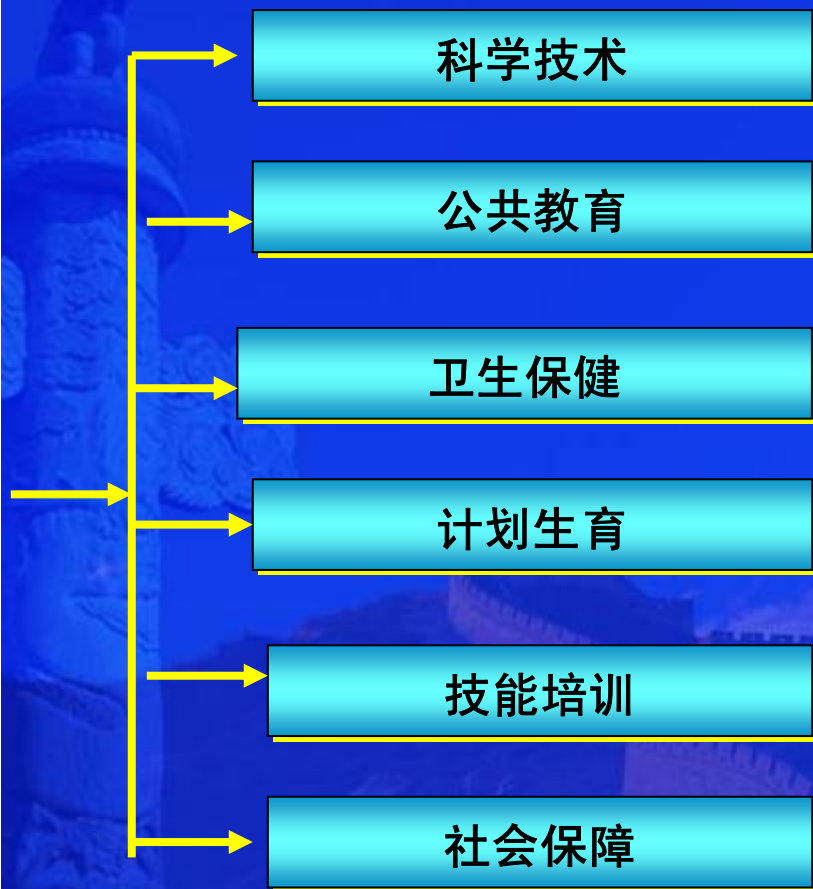 科学技术
公共教育
卫生保健
计划生育
技能培训
社会保障